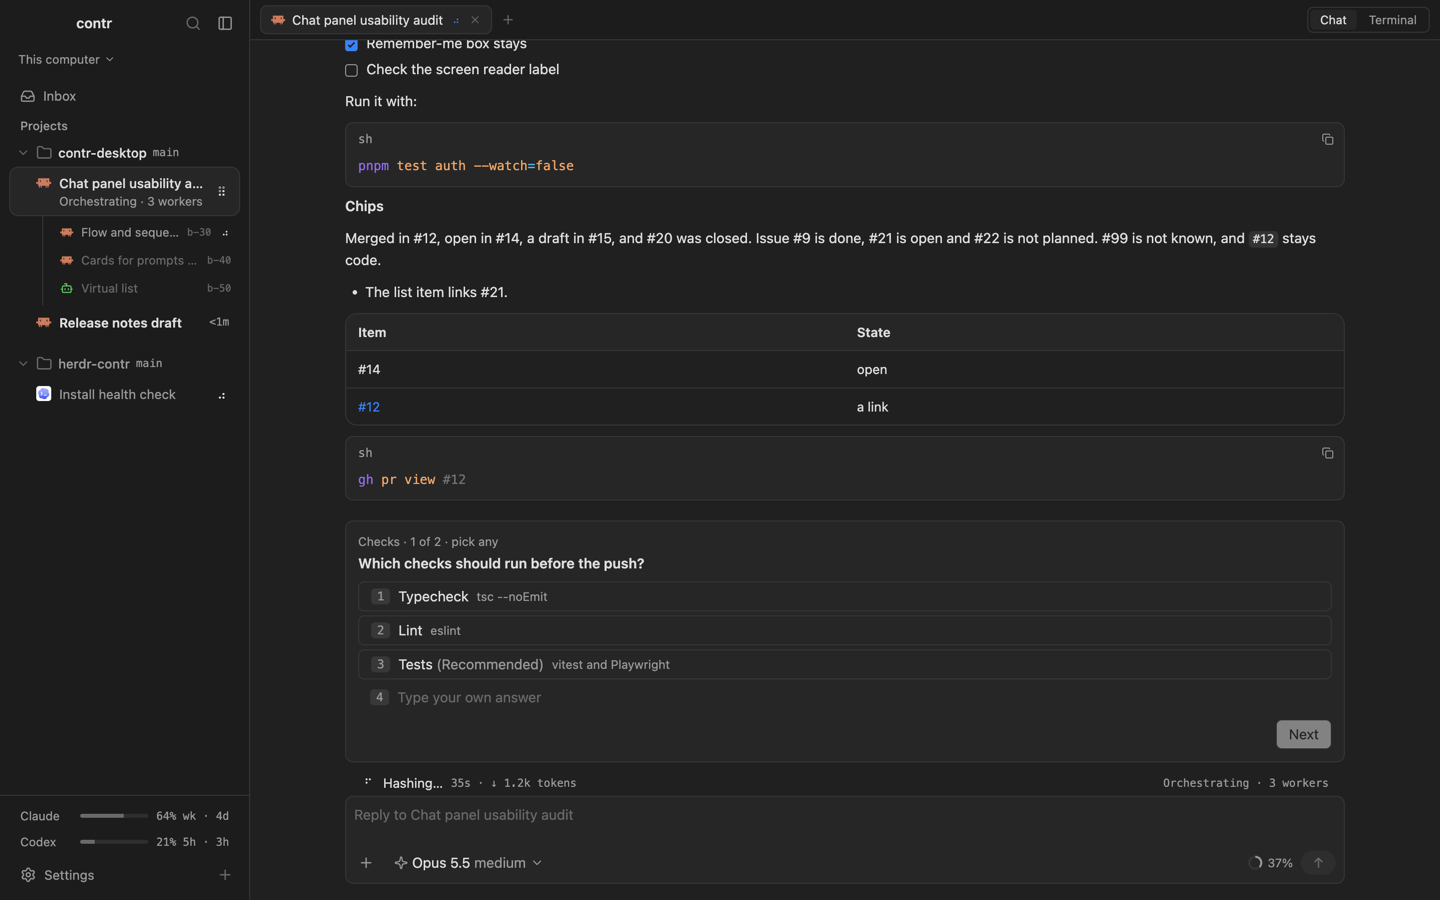 contr
Chat panel usability audit
Chat
Terminal
This computer
Inbox
Projects
contr-desktop main
Chat panel usability a...
Orchestrating · 3 workers
Flow and seque... b-30
Cards for prompts ... b-40
Virtual list b-50
Release notes draft <1m
herdr-contr main
Install health check
Claude 64% wk · 4d
Codex 21% 5h · 3h
Settings
Remember-me box stays
Check the screen reader label
Run it with:
sh
pnpm test auth --watch=false
Chips
Merged in #12, open in #14, a draft in #15, and #20 was closed. Issue #9 is done, #21 is open and #22 is not planned. #99 is not known, and #12 stays
code.
• The list item links #21.
Item State
#14 open
#12 a link
sh
gh pr view #12
Checks · 1 of 2 · pick any
Which checks should run before the push?
1 Typecheck tsc --noEmit
2 Lint eslint
3 Tests (Recommended) vitest and Playwright
4 Type your own answer
Next
Hashing... 35s · ↓ 1.2k tokens
Orchestrating · 3 workers
Reply to Chat panel usability audit
Opus 5.5 medium
37%